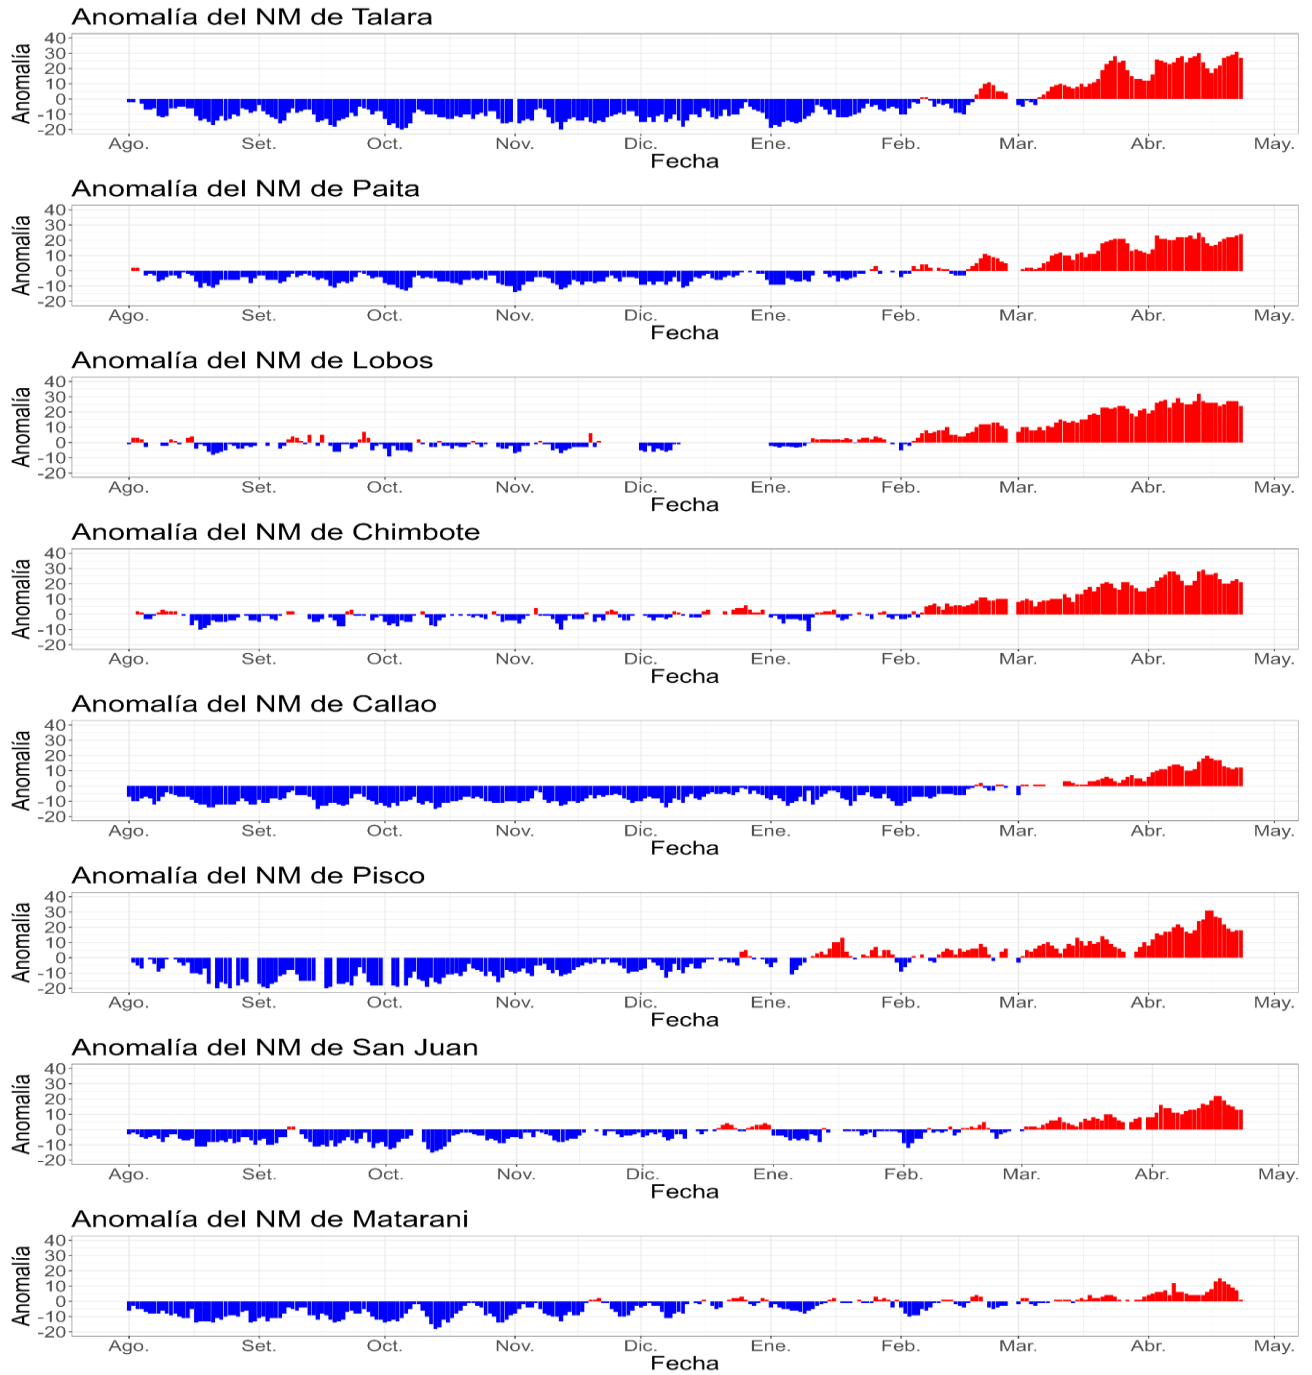 Anomalía del NM de Talara
Anomalía
40
30
20
10
0
-10
-20
Ago. Set. Oct. Nov. Dic. Ene. Feb. Mar. Abr. May.
Fecha
Anomalía del NM de Paita
Anomalía
40
30
20
10
0
-10
-20
Ago. Set. Oct. Nov. Dic. Ene. Feb. Mar. Abr. May.
Fecha
Anomalía del NM de Lobos
Anomalía
40
30
20
10
0
-10
-20
Ago. Set. Oct. Nov. Dic. Ene. Feb. Mar. Abr. May.
Fecha
Anomalía del NM de Chimbote
Anomalía
40
30
20
10
0
-10
-20
Ago. Set. Oct. Nov. Dic. Ene. Feb. Mar. Abr. May.
Fecha
Anomalía del NM de Callao
Anomalía
40
30
20
10
0
-10
-20
Ago. Set. Oct. Nov. Dic. Ene. Feb. Mar. Abr. May.
Fecha
Anomalía del NM de Pisco
Anomalía
40
30
20
10
0
-10
-20
Ago. Set. Oct. Nov. Dic. Ene. Feb. Mar. Abr. May.
Fecha
Anomalía del NM de San Juan
Anomalía
40
30
20
10
0
-10
-20
Ago. Set. Oct. Nov. Dic. Ene. Feb. Mar. Abr. May.
Fecha
Anomalía del NM de Matarani
Anomalía
40
30
20
10
0
-10
-20
Ago. Set. Oct. Nov. Dic. Ene. Feb. Mar. Abr. May.
Fecha